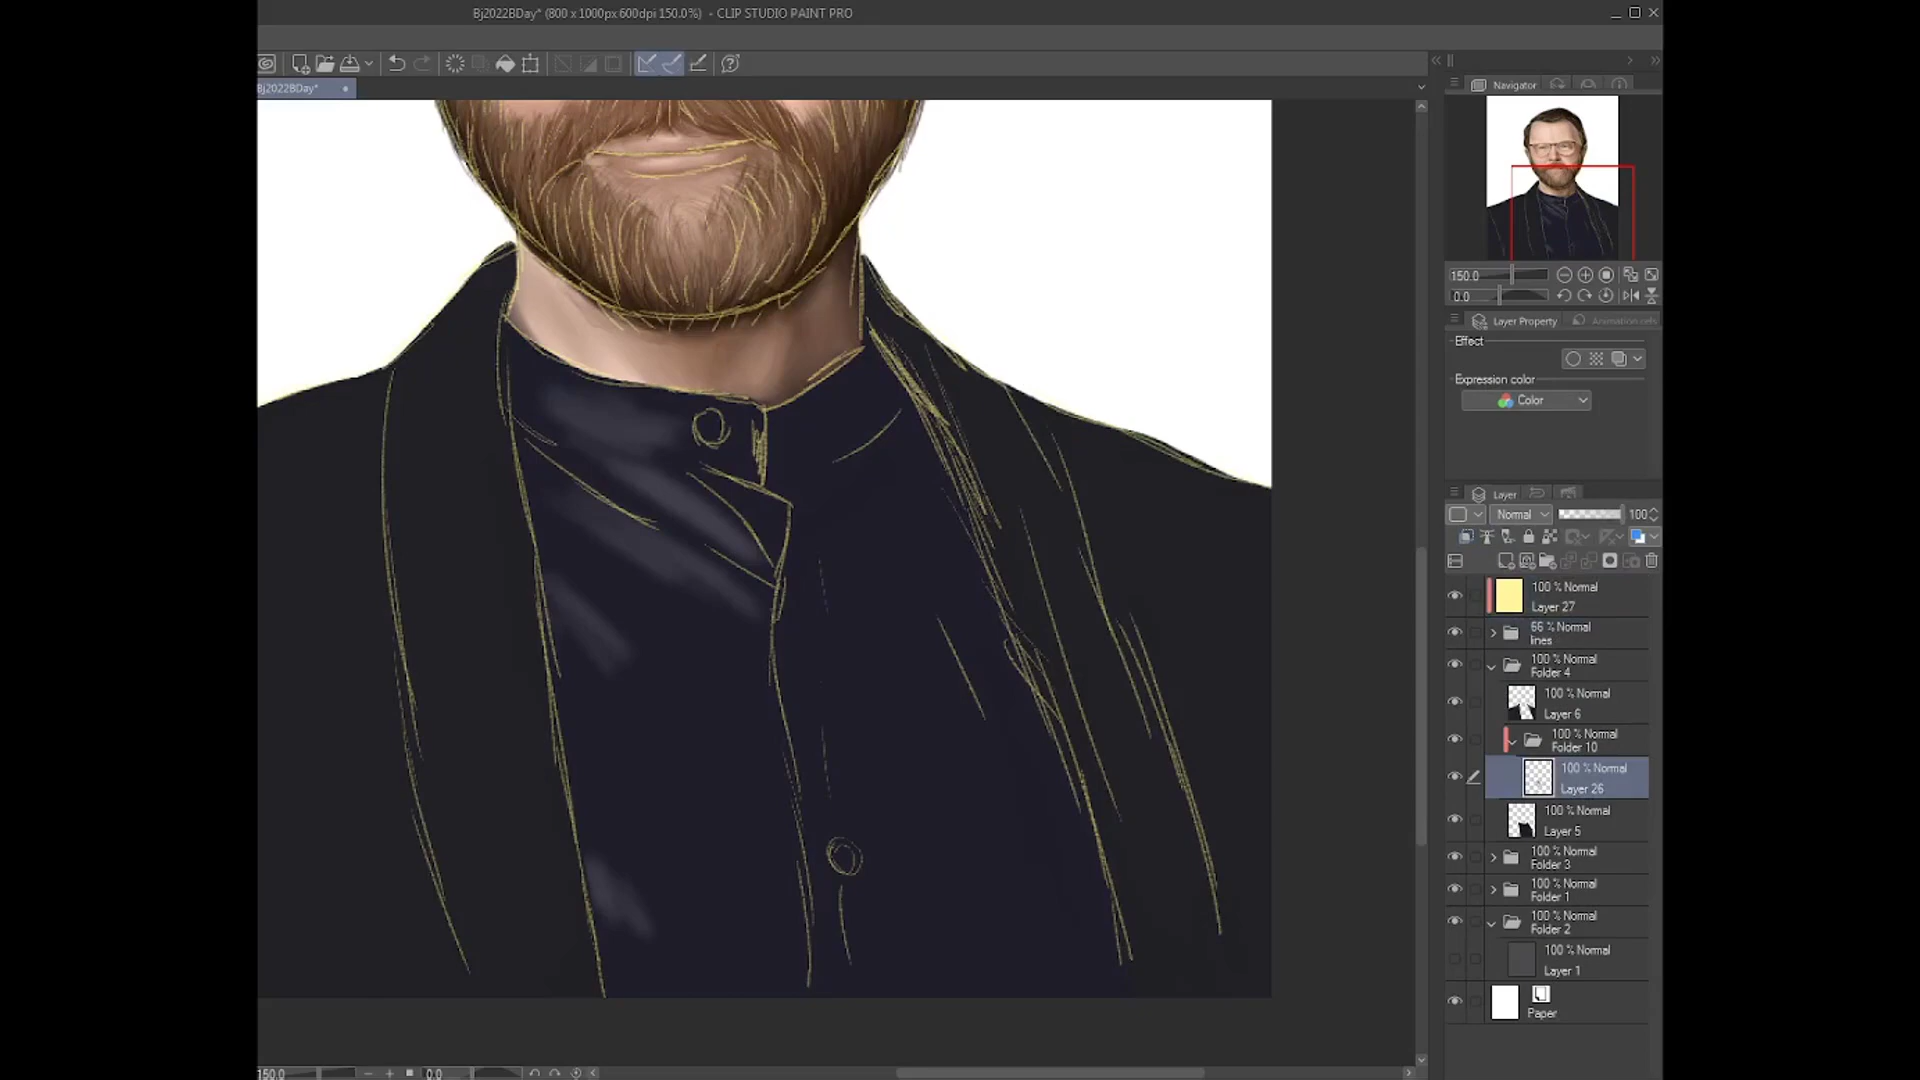 Bj2022BDay* (800 x 1000px 600dpi 150.0%) - CLIP STUDIO PAINT PRO
Bj2022BDay*
Navigator
150.0
0.0
Layer Property
Animation cels
Effect
Expression color
Color
Layer
Normal
100
100 % Normal
Layer 27
66 % Normal
lines
100 % Normal
Folder 4
100 % Normal
Layer 6
100 % Normal
Folder 10
100 % Normal
Layer 26
100 % Normal
Layer 5
100 % Normal
Folder 3
100 % Normal
Folder 1
100 % Normal
Folder 2
100 % Normal
Layer 1
Paper
150.0
0.0